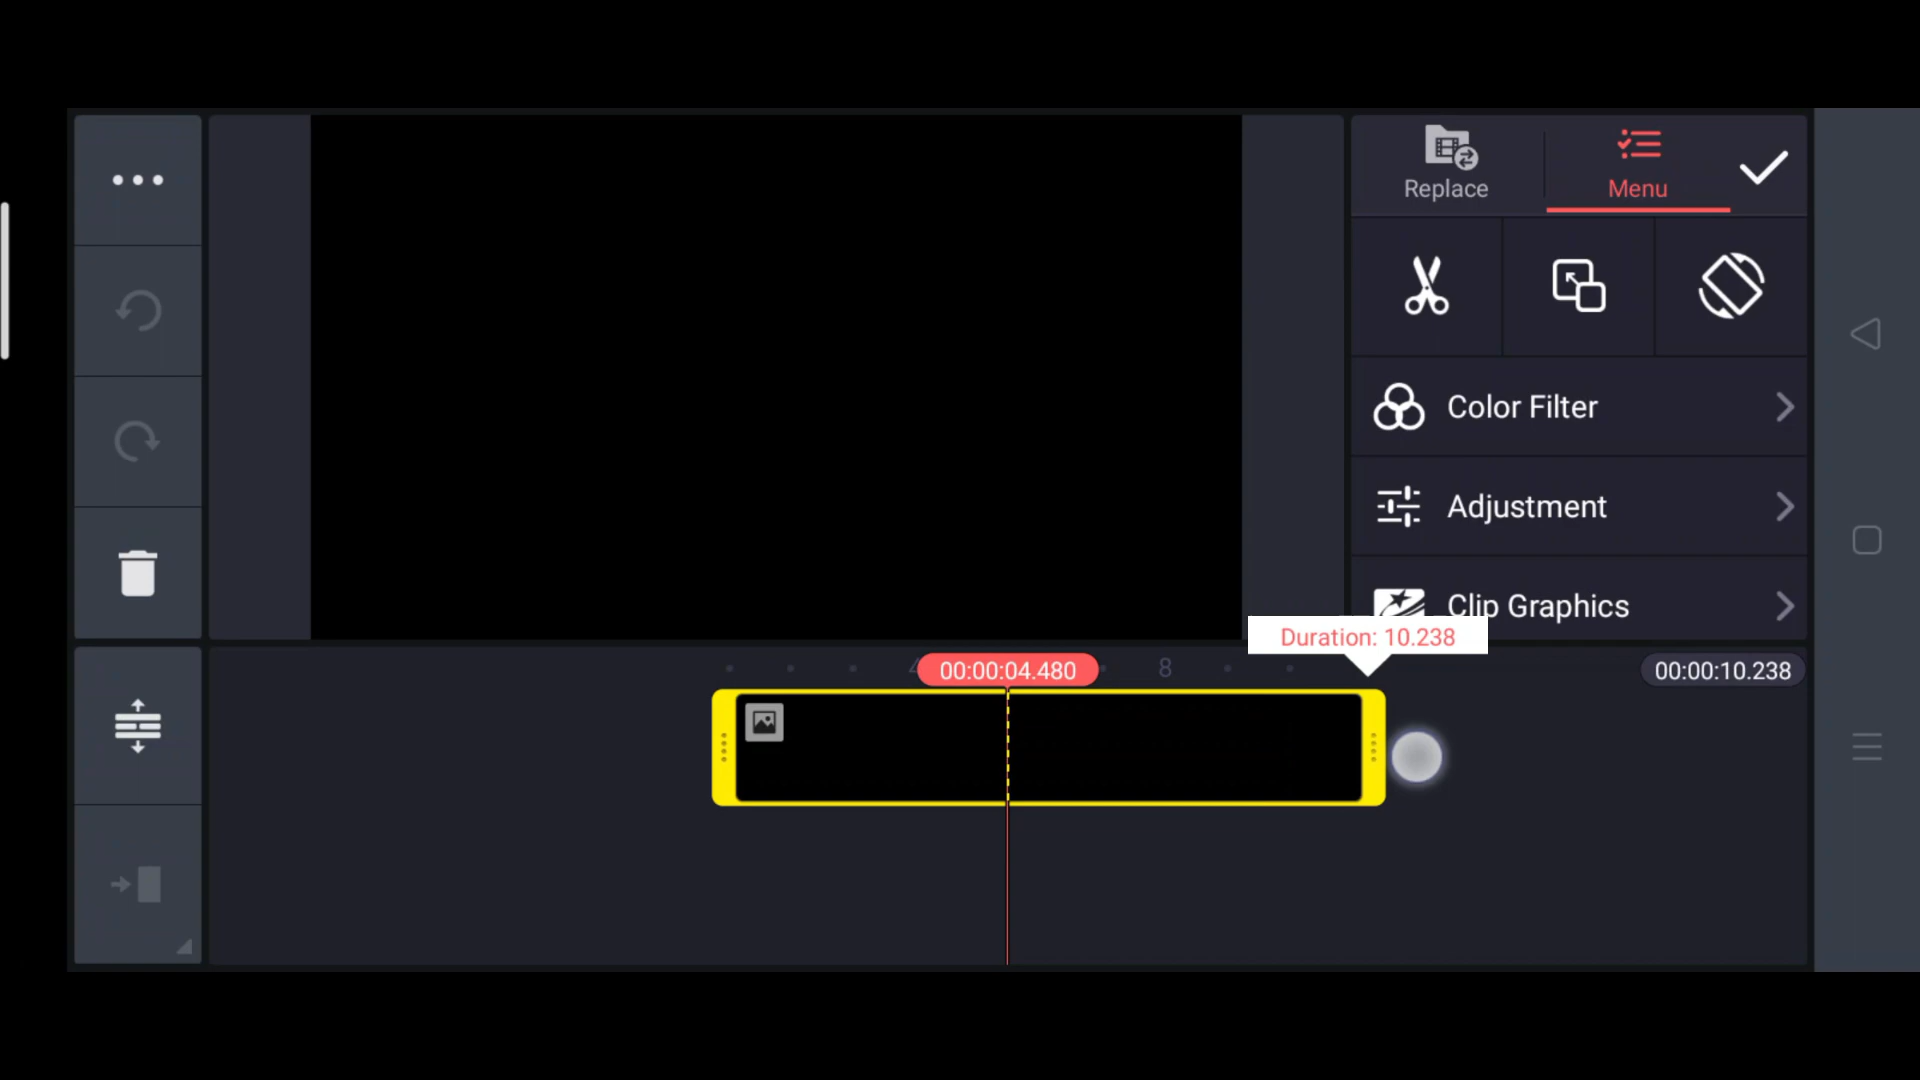 Replace
Menu
Color Filter
Adjustment
Clip Graphics
Duration: 10.238
4
00:00:04.480
8
00:00:10.238